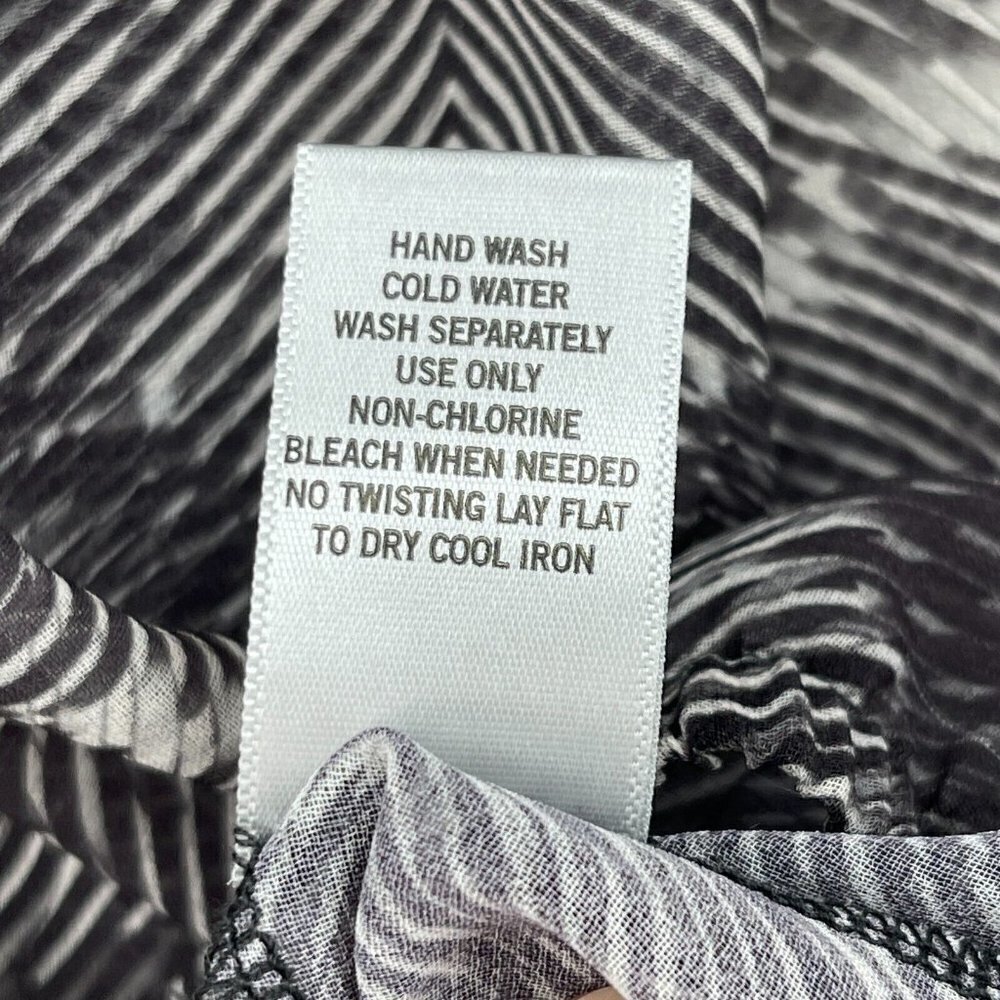 HAND WASH
COLD WATER
WASH SEPARATELY
USE ONLY
NON-CHLORINE
BLEACH WHEN NEEDED
NO TWISTING LAY FLAT
TO DRY COOL IRON